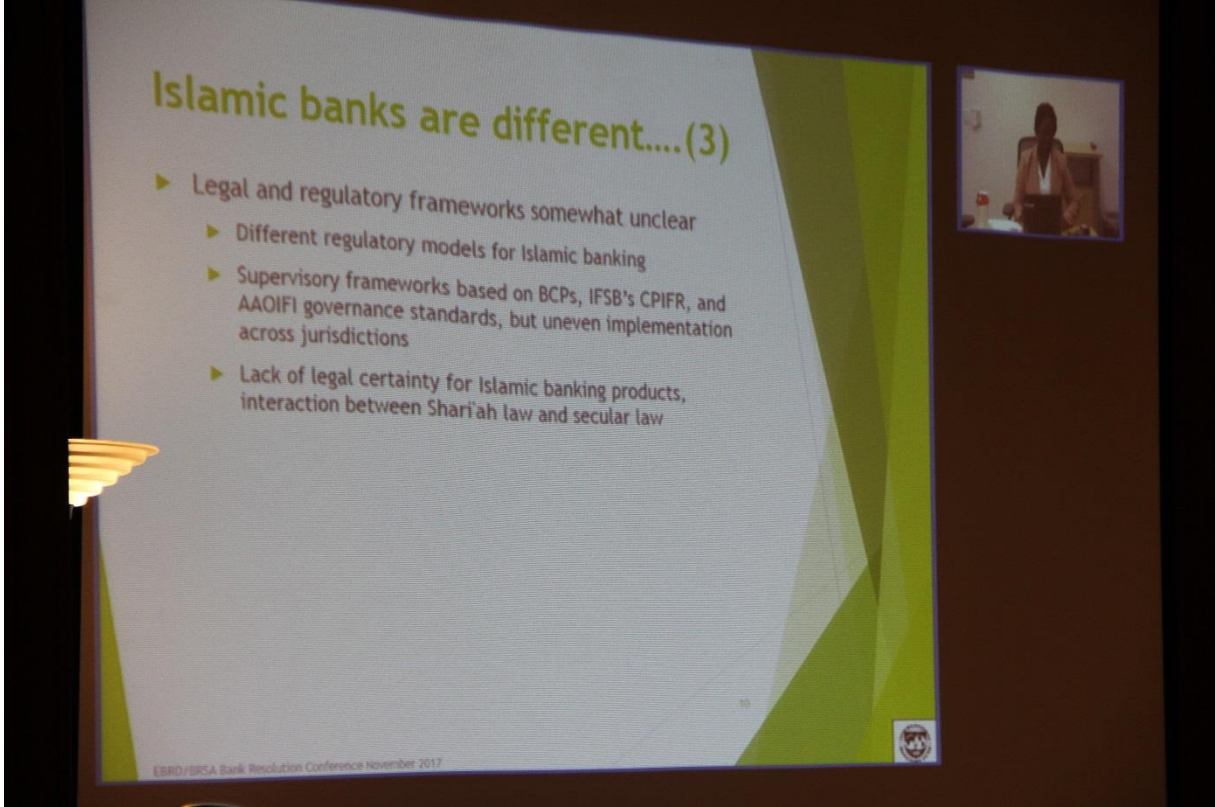 Islamic banks are different....(3)
Legal and regulatory frameworks somewhat unclear
Different regulatory models for Islamic banking
Supervisory frameworks based on BCPs, IFSB's CPIFR, and
AAOIFI governance standards, but uneven implementation
across jurisdictions
Lack of legal certainty for Islamic banking products,
interaction between Shari'ah law and secular law
10
EBRD/BRSA Bank Resolution Conference November 2017